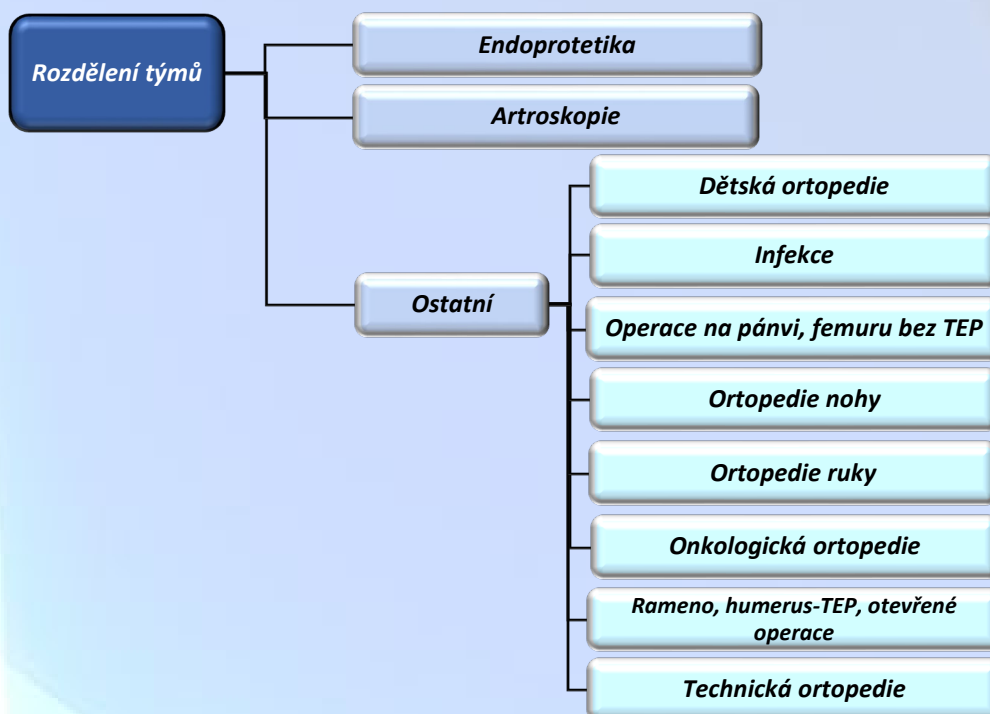 Rozdělení týmů
Endoprotetika
Artroskopie
Ostatní
Dětská ortopedie
Infekce
Operace na pánvi, femuru bez TEP
Ortopedie nohy
Ortopedie ruky
Onkologická ortopedie
Rameno, humerus-TEP, otevřené
operace
Technická ortopedie